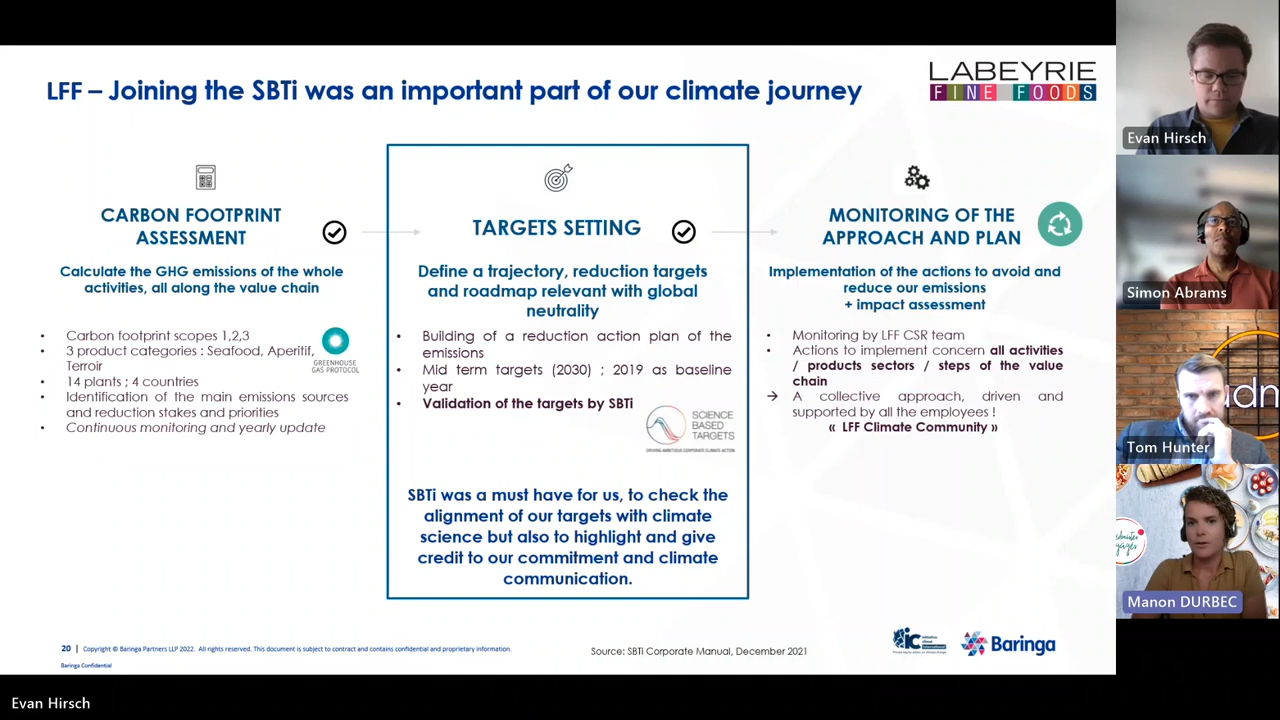 LFF – Joining the SBTi was an important part of our climate journey
LABEYRIE
FINE FOODS
CARBON FOOTPRINT
ASSESSMENT
Calculate the GHG emissions of the whole
activities, all along the value chain
• Carbon footprint scopes 1,2,3
• 3 product categories : Seafood, Aperitif,
Terroir
• 14 plants ; 4 countries
• Identification of the main emissions sources
and reduction stakes and priorities
• Continuous monitoring and yearly update
GREENHOUSE
GAS PROTOCOL
TARGETS SETTING
Define a trajectory, reduction targets
and roadmap relevant with global
neutrality
• Building of a reduction action plan of the
emissions
• Mid term targets (2030) ; 2019 as baseline
year
• Validation of the targets by SBTi
SCIENCE
BASED
TARGETS
DRIVING AMBITIOUS CORPORATE CLIMATE ACTION
SBTi was a must have for us, to check the
alignment of our targets with climate
science but also to highlight and give
credit to our commitment and climate
communication.
MONITORING OF THE
APPROACH AND PLAN
Implementation of the actions to avoid and
reduce our emissions
+ impact assessment
• Monitoring by LFF CSR team
• Actions to implement concern all activities
/ products sectors / steps of the value
chain
→ A collective approach, driven and
supported by all the employees !
« LFF Climate Community »
20 | Copyright © Baringa Partners LLP 2022. All rights reserved. This document is subject to contract and contains confidential and proprietary information.
Baringa Confidential
Source: SBTi Corporate Manual, December 2021
Baringa
Evan Hirsch
Simon Abrams
Tom Hunter
Manon DURBEC
Evan Hirsch